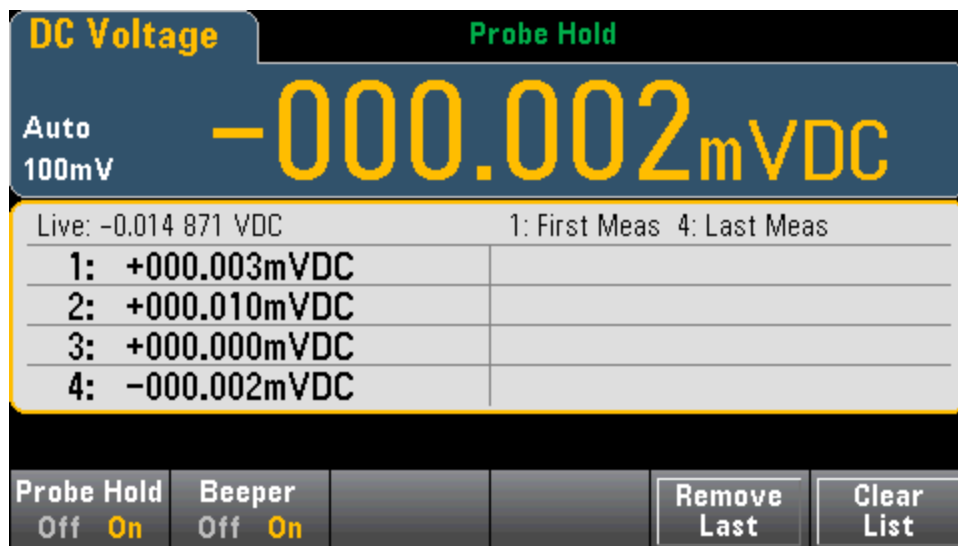 DC Voltage
Probe Hold
Auto
100mV
−000.002mVDC
Live: -0.014 871 VDC
1: First Meas 4: Last Meas
1: +000.003mVDC
2: +000.010mVDC
3: +000.000mVDC
4: −000.002mVDC
Probe Hold
Off On
Beeper
Off On
Remove
Last
Clear
List